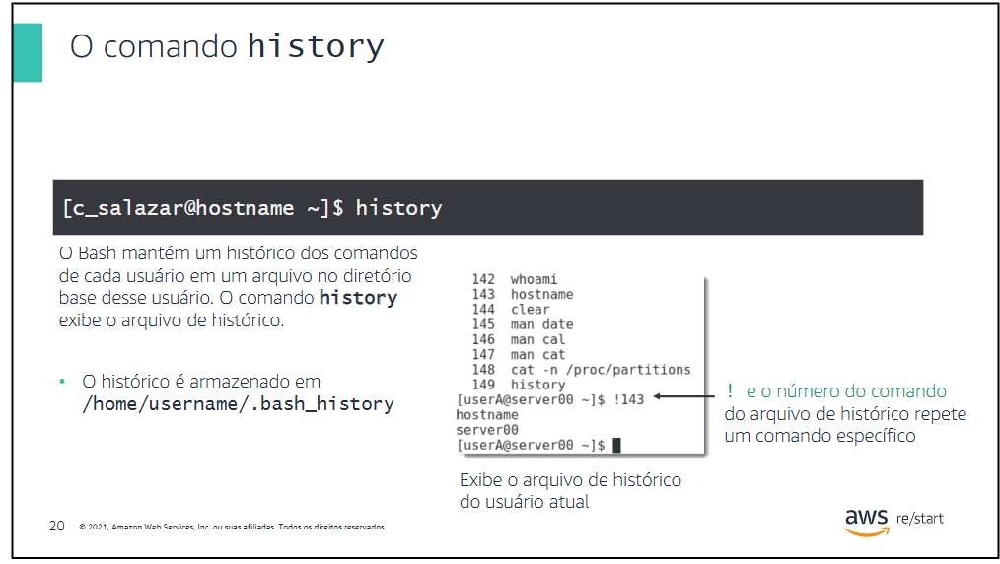 O comando history
[c_salazar@hostname ~]$ history
O Bash mantém um histórico dos comandos
de cada usuário em um arquivo no diretório
base desse usuário. O comando history
exibe o arquivo de histórico.
• O histórico é armazenado em
/home/username/.bash_history
142 whoami
143 hostname
144 clear
145 man date
146 man cal
147 man cat
148 cat -n /proc/partitions
149 history
[userA@server00 ~]$ !143
hostname
server00
[userA@server00 ~]$
! e o número do comando
do arquivo de histórico repete
um comando específico
Exibe o arquivo de histórico
do usuário atual
20 © 2021, Amazon Web Services, Inc. ou suas afiliadas. Todos os direitos reservados.
aws re/start